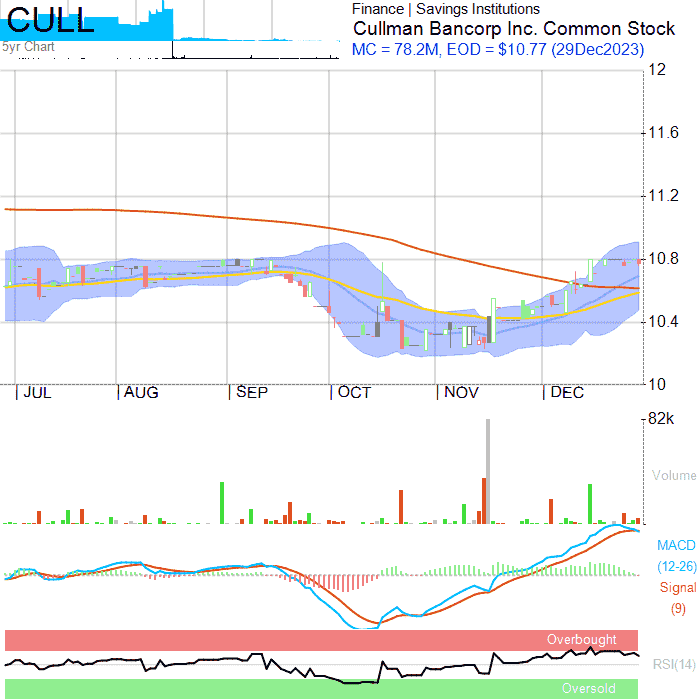 CULL
5yr Chart
Finance | Savings Institutions
Cullman Bancorp Inc. Common Stock
MC = 78.2M, EOD = $10.77 (29Dec2023)
12
11.6
11.2
10.8
10.4
10
JUL AUG SEP OCT NOV DEC
82k
Volume
MACD
(12-26)
Signal
(9)
Overbought
RSI(14)
Oversold